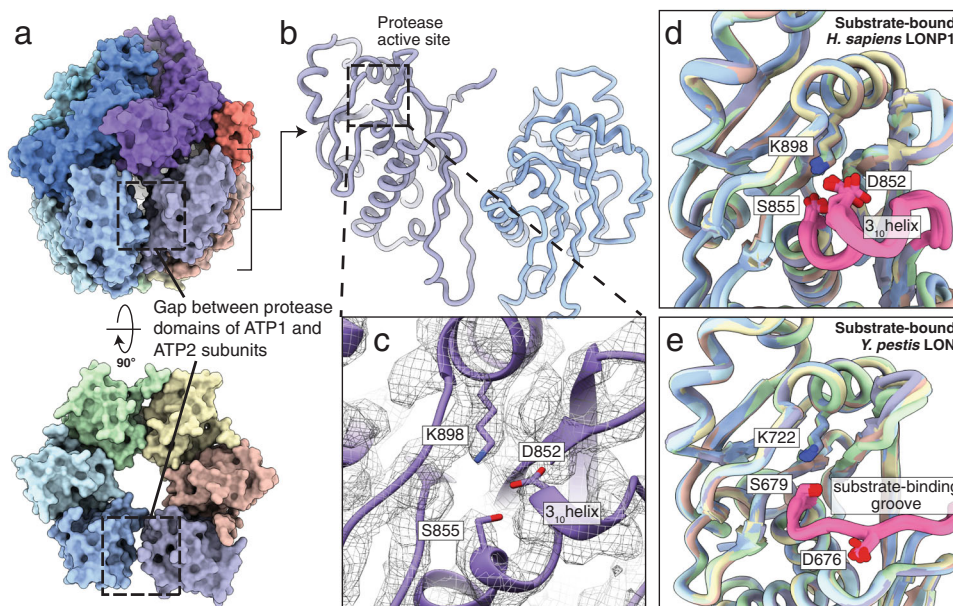 a
Gap between protease
domains of ATP1 and
ATP2 subunits
90°
b
Protease
active site
c
K898
D852
3₁₀helix
S855
d
Substrate-bound
H. sapiens LONP1
K898
D852
S855
3₁₀helix
e
Substrate-bound
Y. pestis LON
K722
S679
substrate-binding
groove
D676